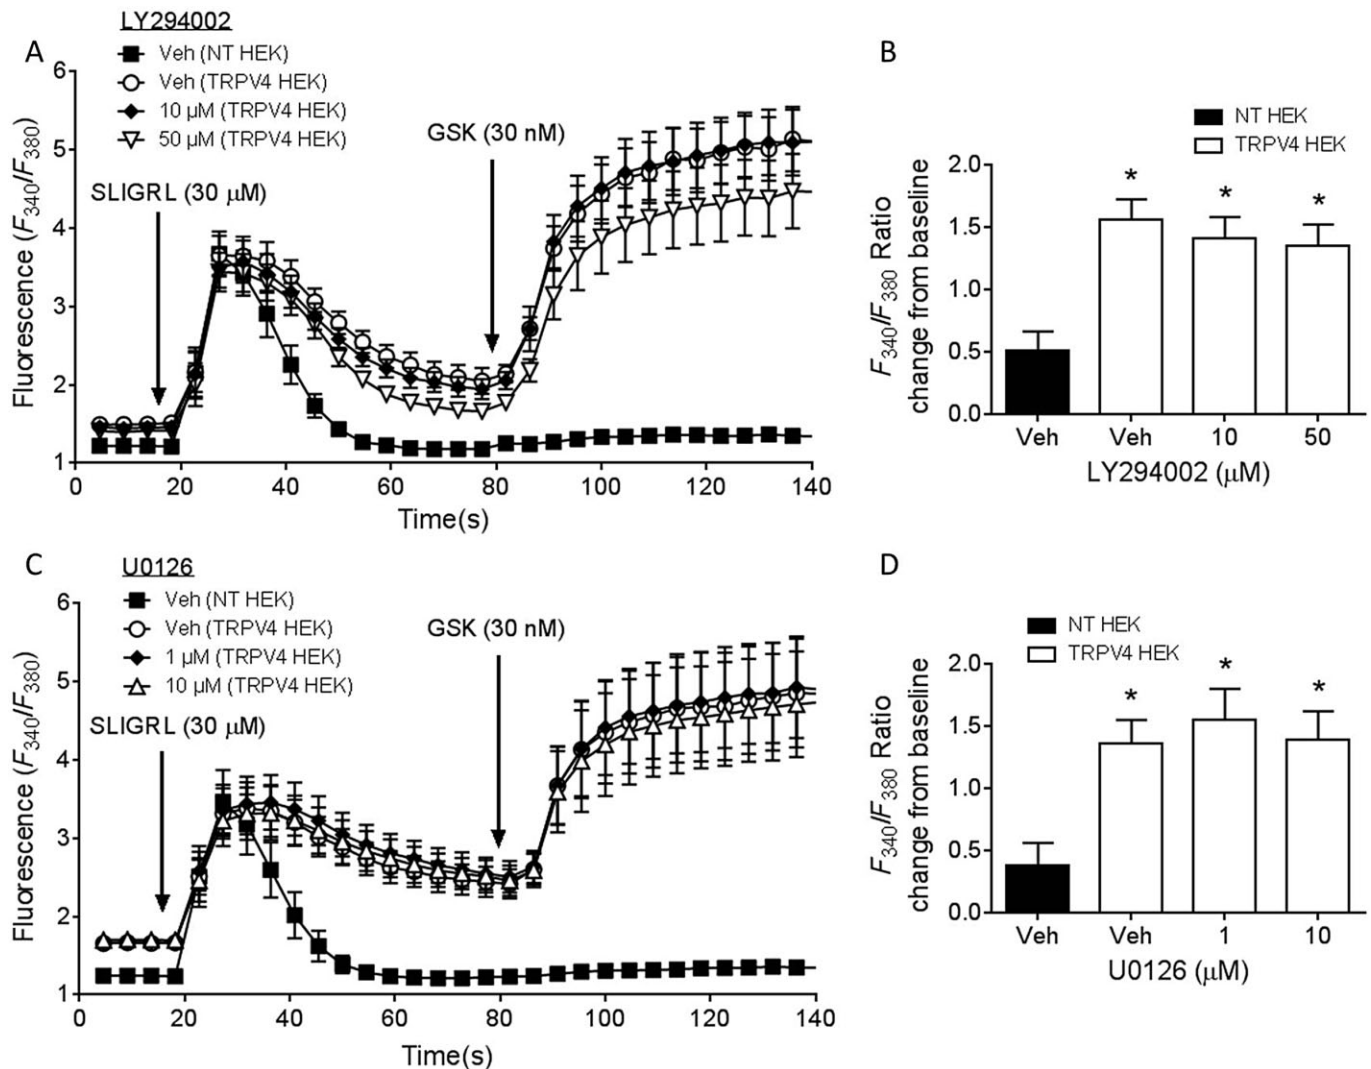 LY294002
A
Veh (NT HEK)
Veh (TRPV4 HEK)
10 µM (TRPV4 HEK)
50 µM (TRPV4 HEK)
SLIGRL (30 µM)
GSK (30 nM)
Fluorescence (F340/F380)
6
5
4
3
2
1
0 20 40 60 80 100 120 140
Time(s)
B
NT HEK
TRPV4 HEK
F340/F380 Ratio
change from baseline
2.0
1.5
1.0
0.5
0.0
* * *
Veh Veh 10 50
LY294002 (µM)
C
U0126
Veh (NT HEK)
Veh (TRPV4 HEK)
1 µM (TRPV4 HEK)
10 µM (TRPV4 HEK)
SLIGRL (30 µM)
GSK (30 nM)
Fluorescence (F340/F380)
6
5
4
3
2
1
0 20 40 60 80 100 120 140
Time(s)
D
NT HEK
TRPV4 HEK
F340/F380 Ratio
change from baseline
2.0
1.5
1.0
0.5
0.0
* * *
Veh Veh 1 10
U0126 (µM)